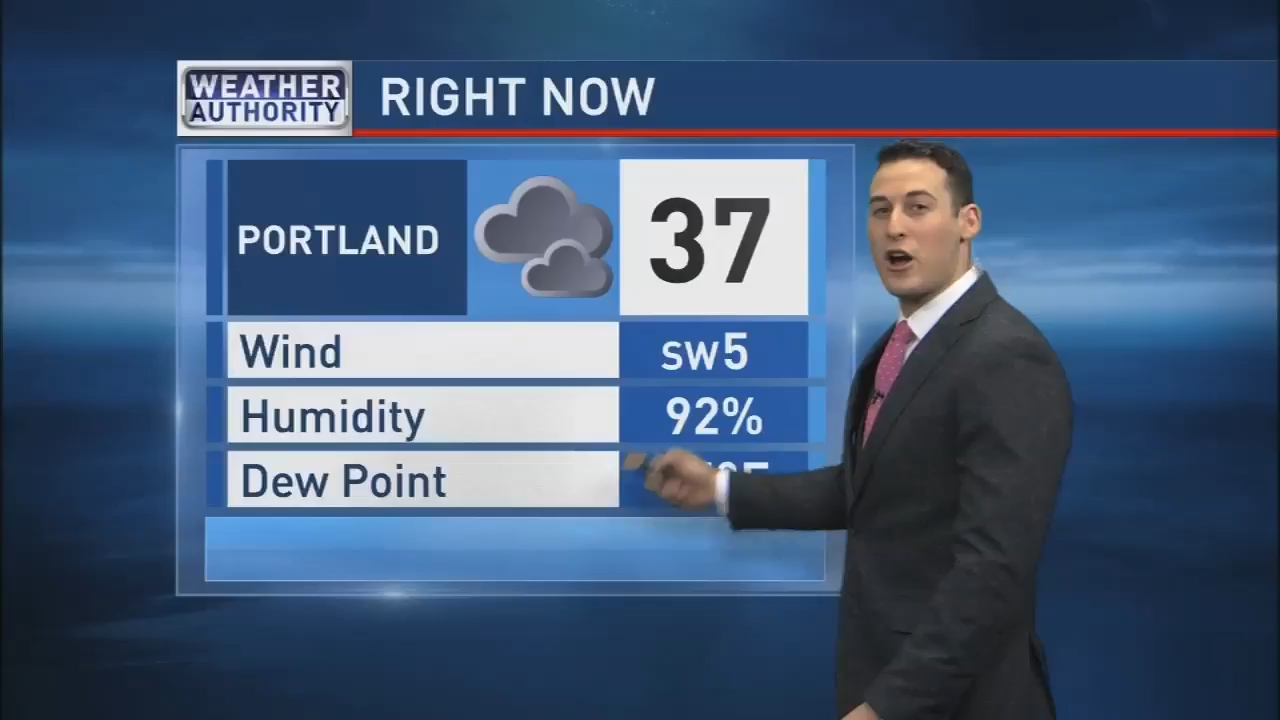 WEATHER
AUTHORITY
RIGHT NOW
PORTLAND
37
Wind
SW5
Humidity
92%
Dew Point